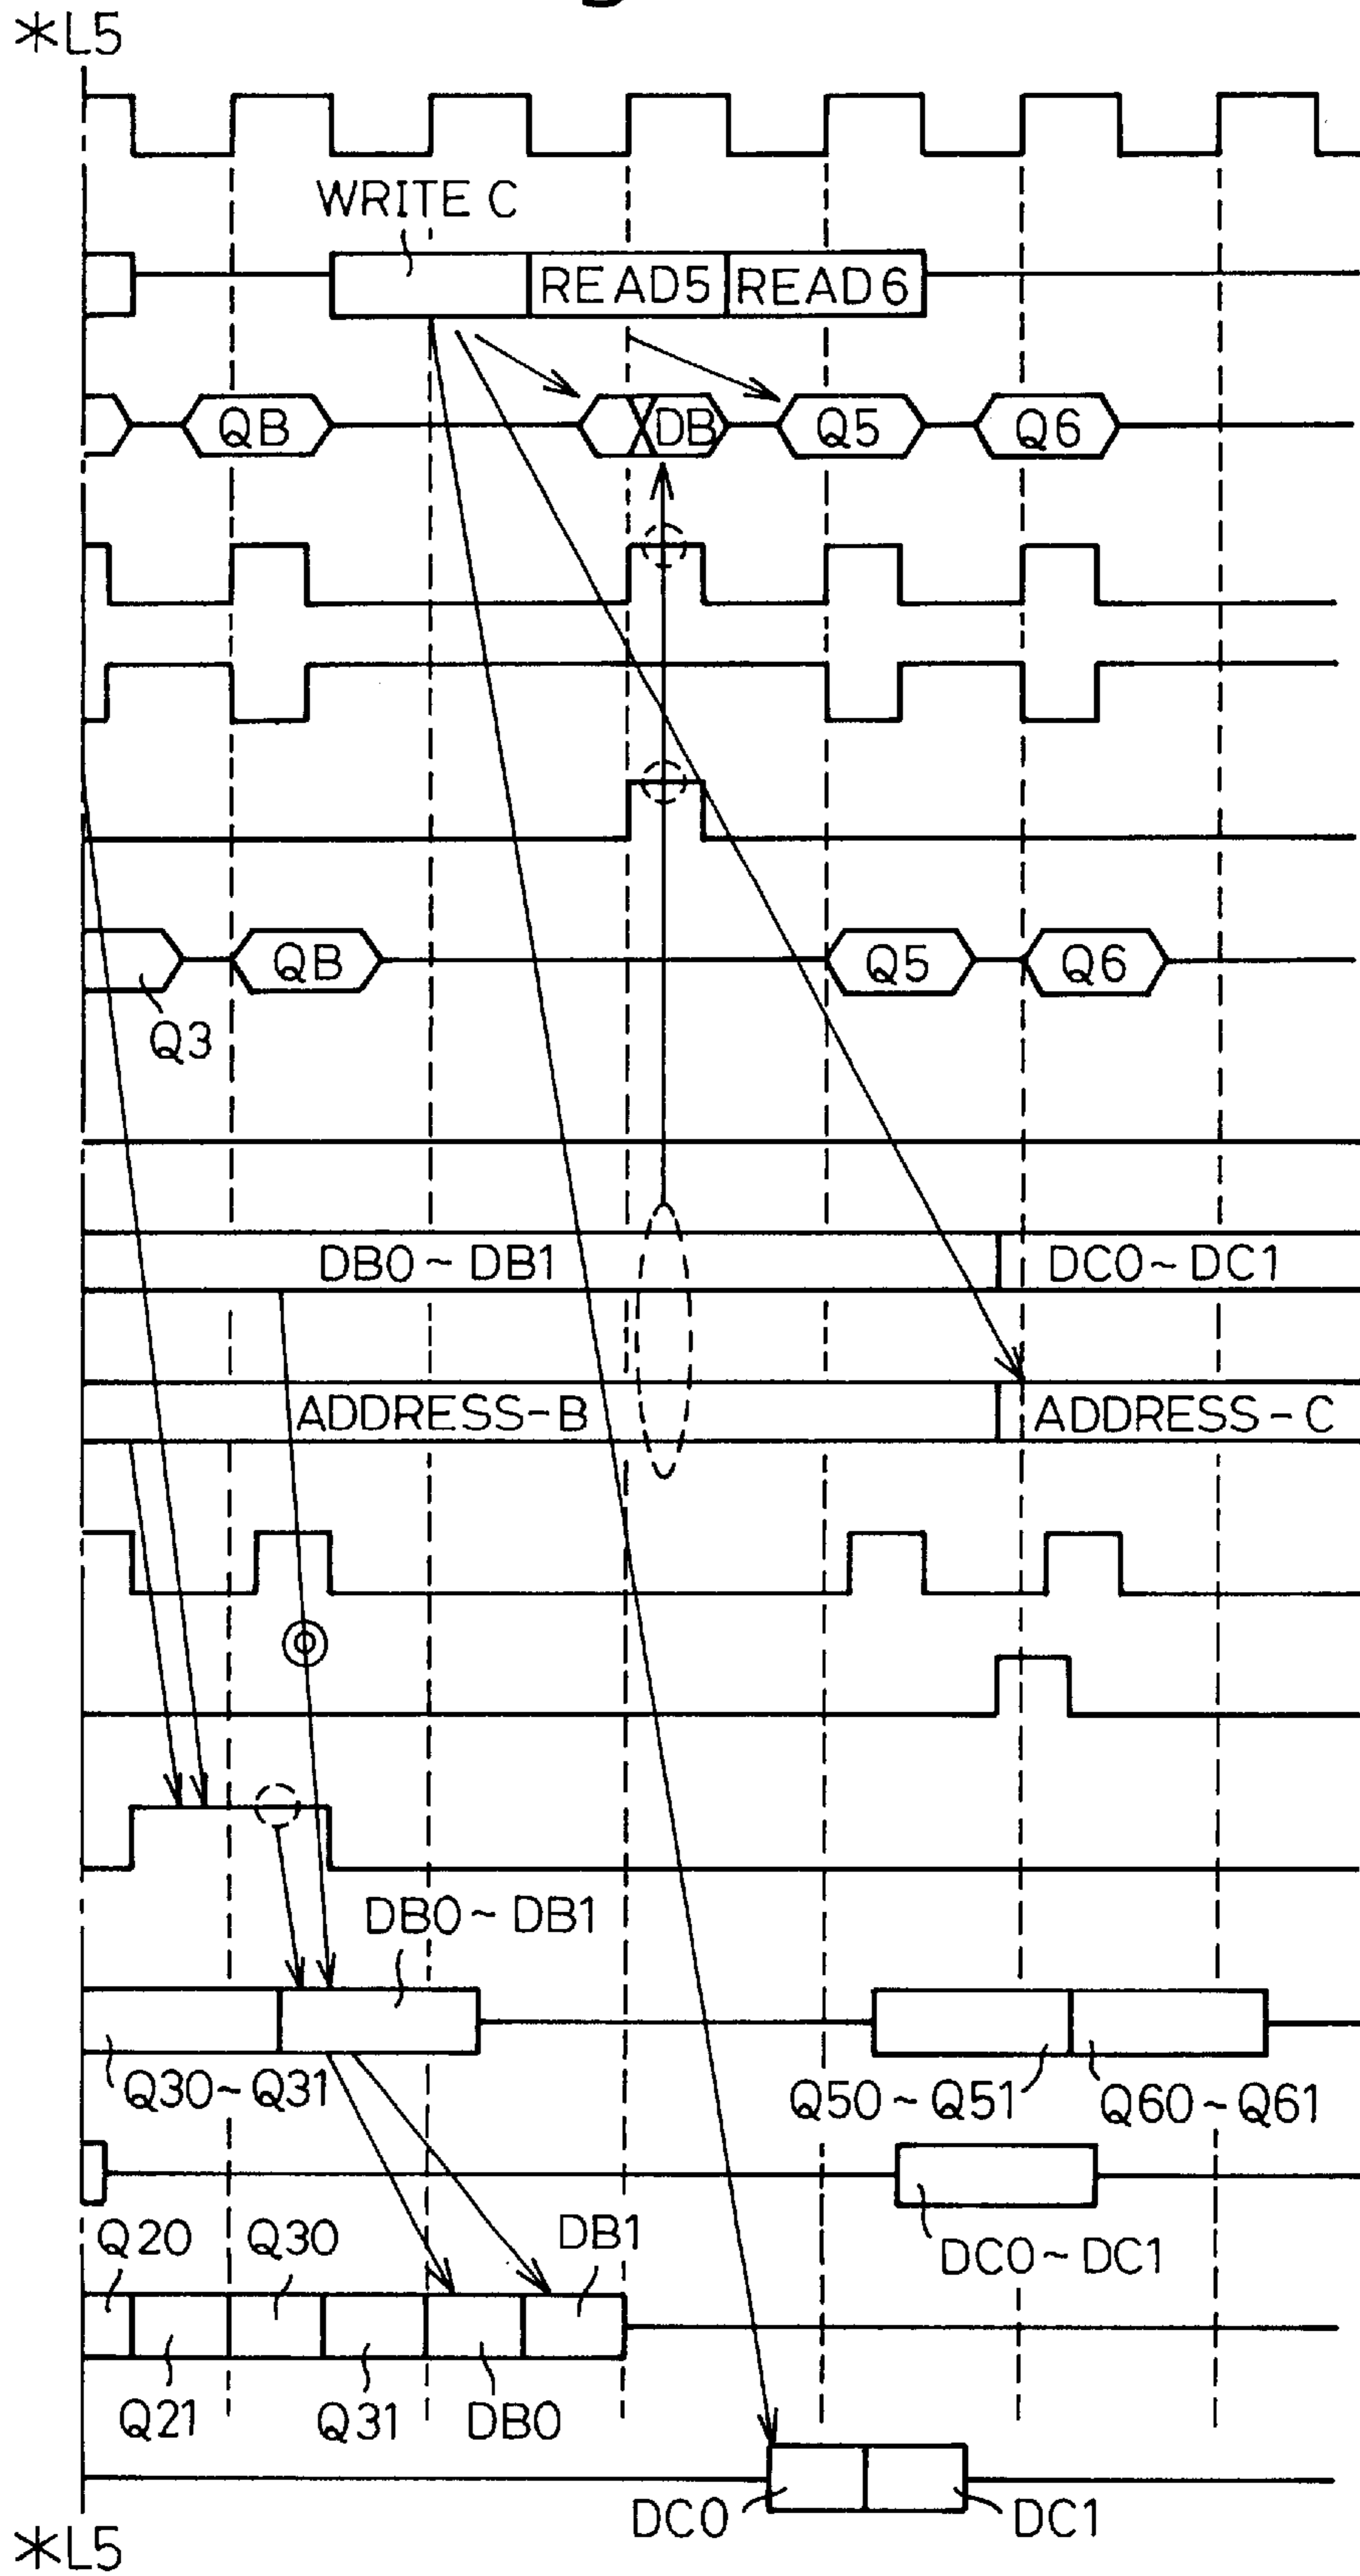 *L5
WRITE C
READ5 READ6
QB DB Q5 Q6
QB Q5 Q6
Q3
DB0~DB1 DC0~DC1
ADDRESS-B ADDRESS-C
DB0~DB1
Q30~Q31 Q50~Q51 Q60~Q61
Q20 Q30 DB1 DC0~DC1
Q21 Q31 DB0
DC0 DC1
*L5